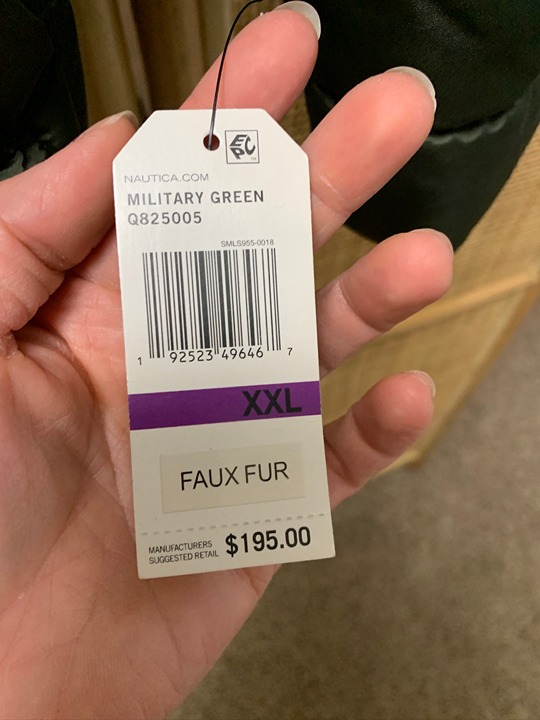 EPC
NAUTICA.COM
MILITARY GREEN
Q825005
SMLS955-0018
1 92523 49646 7
XXL
FAUX FUR
MANUFACTURERS
SUGGESTED RETAIL $195.00